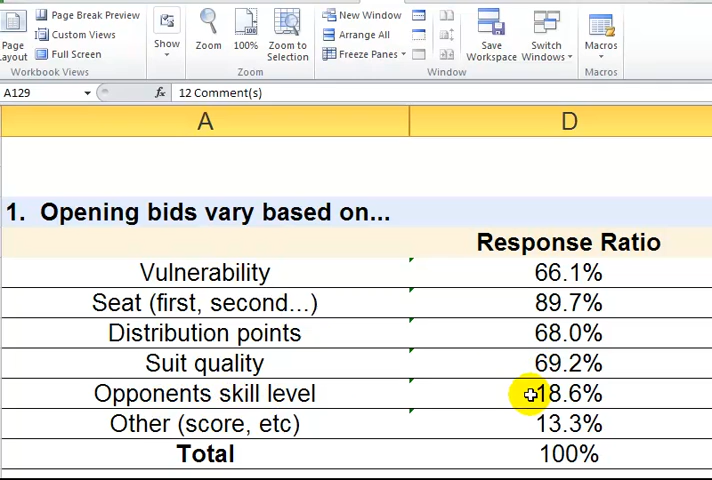 Page Break Preview
Custom Views
Full Screen
Page Layout
Workbook Views
Show
Zoom
100%
Zoom to Selection
Zoom
New Window
Arrange All
Freeze Panes
Window
Save Workspace
Switch Windows
Macros
Macros
A129
fx
12 Comment(s)
A
D
1. Opening bids vary based on...
Response Ratio
Vulnerability 66.1%
Seat (first, second...) 89.7%
Distribution points 68.0%
Suit quality 69.2%
Opponents skill level 18.6%
Other (score, etc) 13.3%
Total 100%